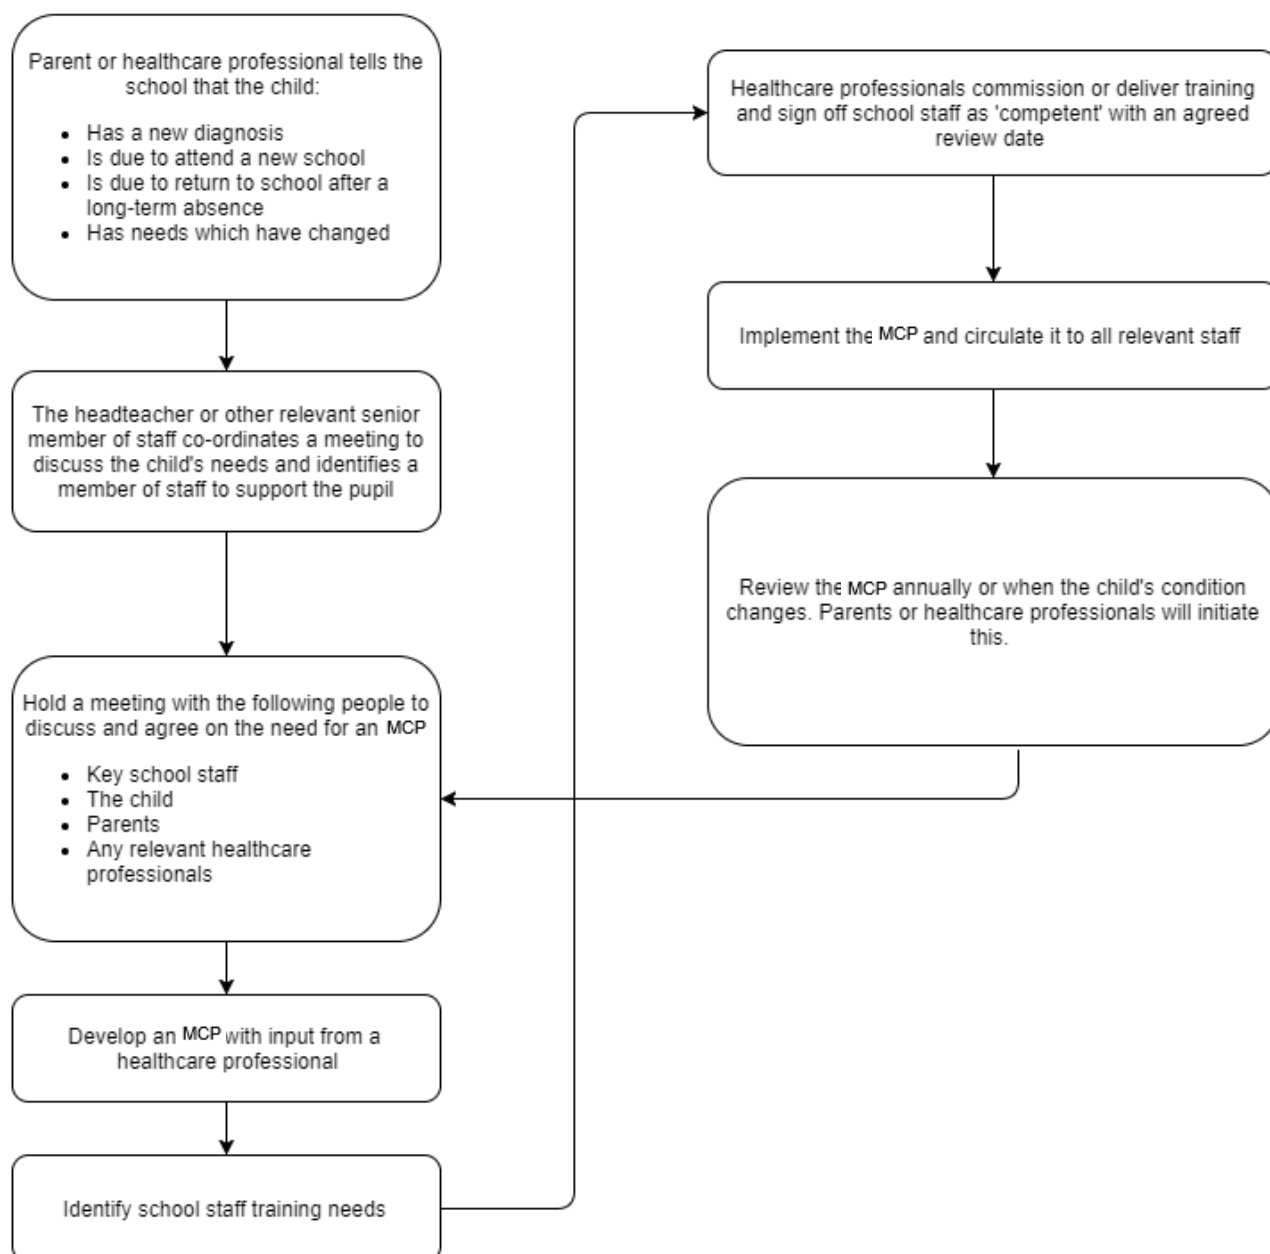 Parent or healthcare professional tells the
school that the child:
• Has a new diagnosis
• Is due to attend a new school
• Is due to return to school after a
long-term absence
• Has needs which have changed
The headteacher or other relevant senior
member of staff co-ordinates a meeting to
discuss the child's needs and identifies a
member of staff to support the pupil
Hold a meeting with the following people to
discuss and agree on the need for an MCP
• Key school staff
• The child
• Parents
• Any relevant healthcare
professionals
Develop an MCP with input from a
healthcare professional
Identify school staff training needs
Healthcare professionals commission or deliver training
and sign off school staff as 'competent' with an agreed
review date
Implement the MCP and circulate it to all relevant staff
Review the MCP annually or when the child's condition
changes. Parents or healthcare professionals will initiate
this.